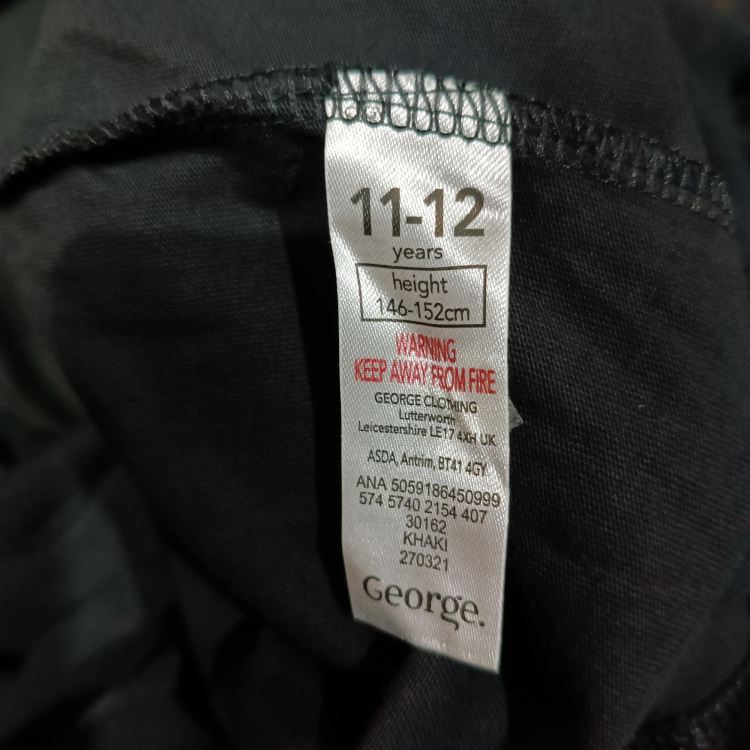 11-12
years
height
146-152cm
WARNING
KEEP AWAY FROM FIRE
GEORGE CLOTHING
Lutterworth
Leicestershire LE17 4XH UK
ASDA, Antrim, BT41 4GY
ANA 5059186450999
574 5740 2154 407
30162
KHAKI
270321
George.